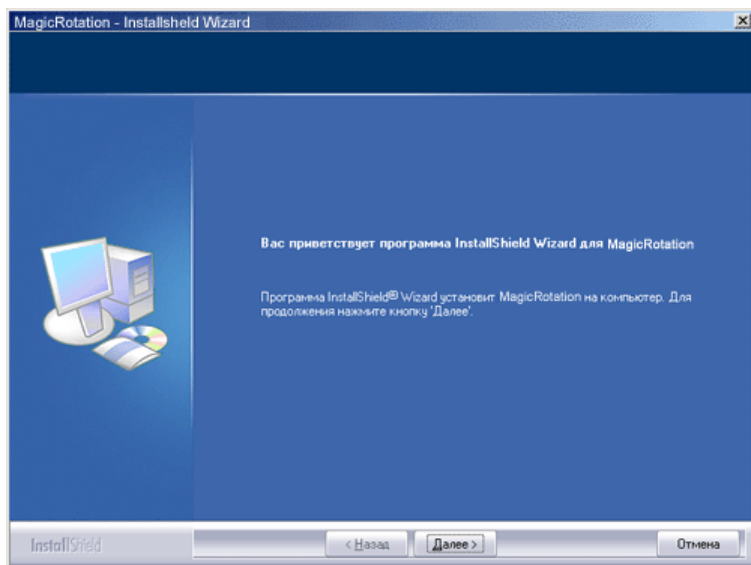 MagicRotation - Installsheld Wizard
Вас приветствует программа InstallShield Wizard для MagicRotation
Программа InstallShield® Wizard установит MagicRotation на компьютер. Для
продолжения нажмите кнопку 'Далее'.
InstallShield
< Назад
Далее >
Отмена